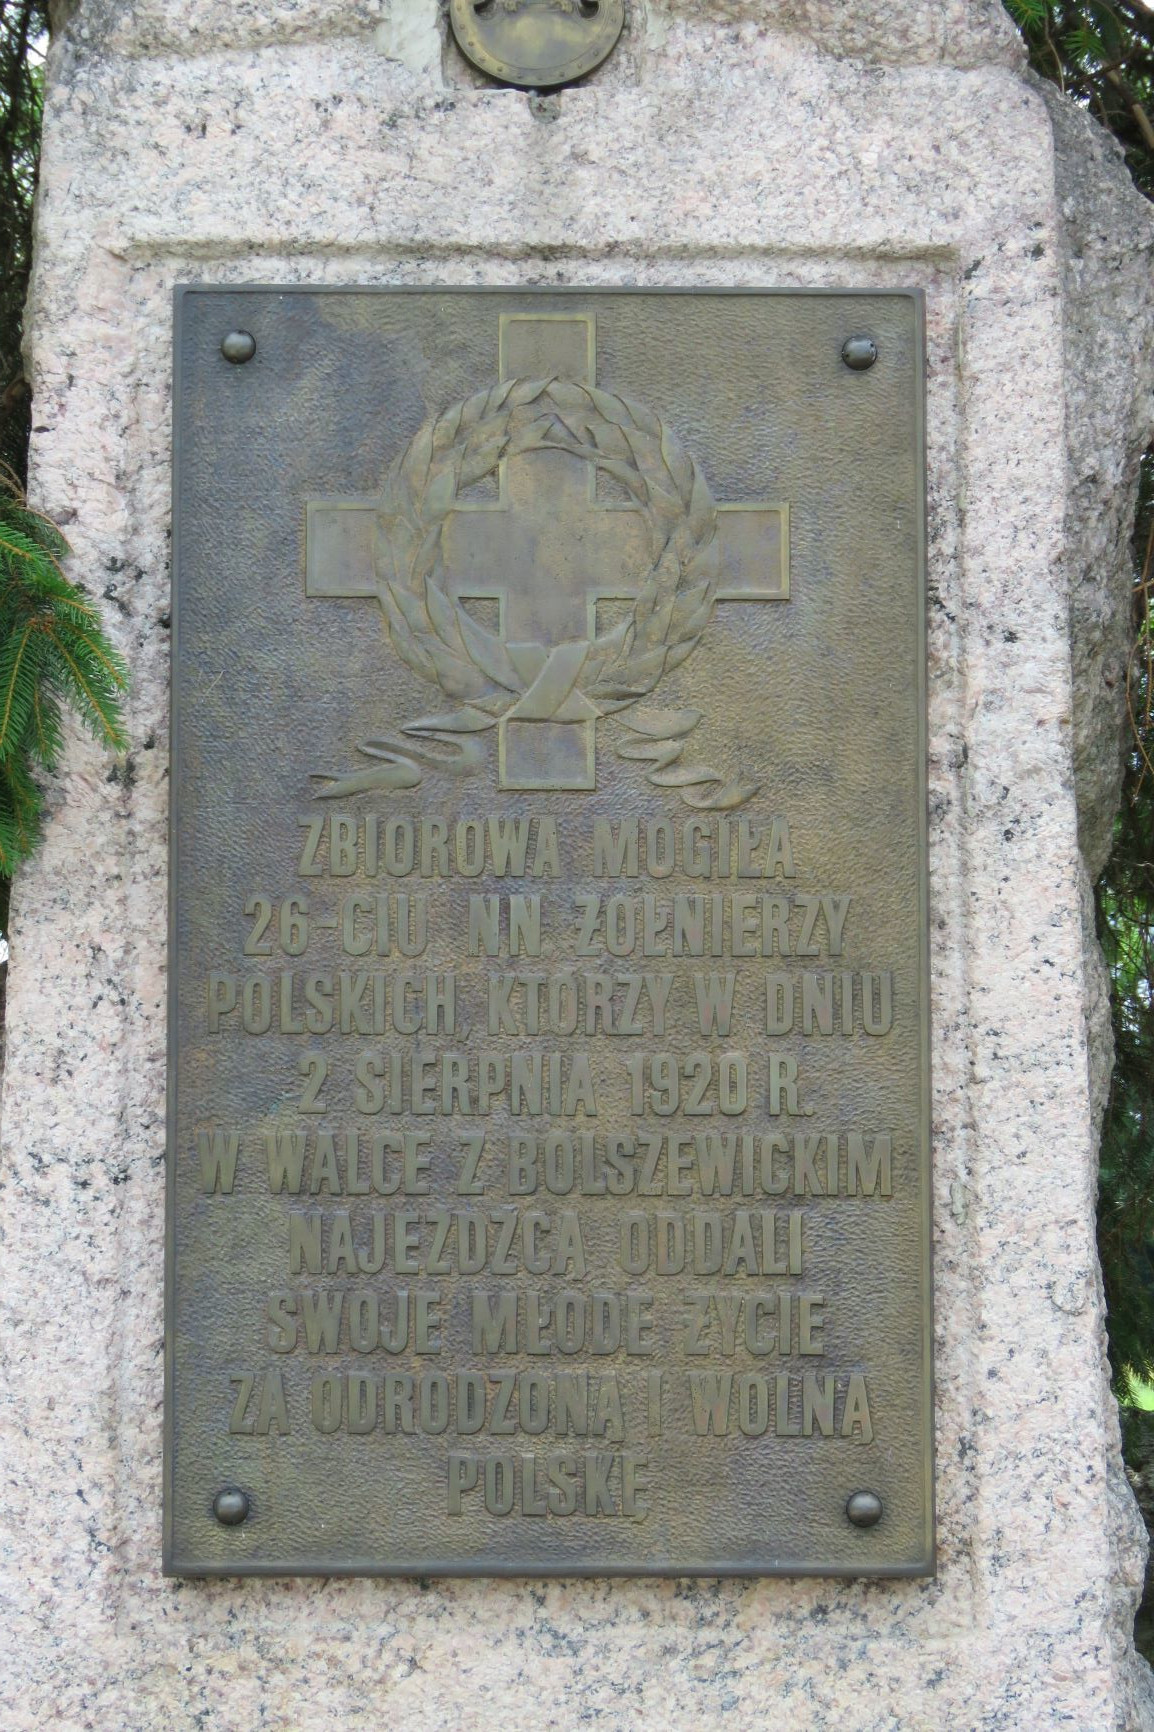 ZBIOROWA MOGIŁA
26-CIU NN ŻOŁNIERZY
POLSKICH, KTÓRZY W DNIU
2 SIERPNIA 1920 R.
W WALCE Z BOLSZEWICKIM
NAJEŹDŹCĄ ODDALI
SWOJE MŁODE ŻYCIE
ZA ODRODZONĄ I WOLNĄ
POLSKĘ